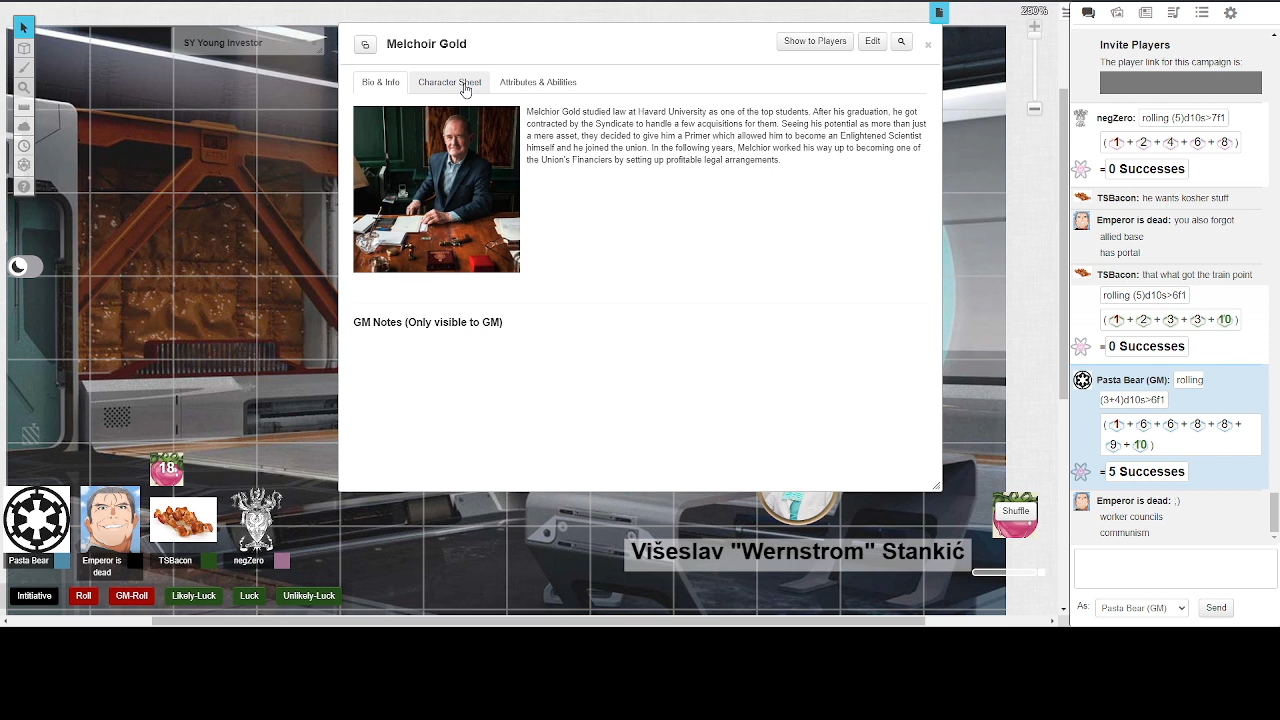 SY Young Investor
Melchoir Gold
Show to Players
Edit
Bio & Info
Character Sheet
Attributes & Abilities
Melchior Gold studied law at Havard University as one of the top students. After his graduation, he got
contracted by the Syndicate to handle a few acquisitions for them. Seeing his potential as more than just
a mere asset, they decided to give him a Primer which allowed him to become an Enlightened Scientist
himself and he joined the union. In the following years, Melchior worked his way up to becoming one of
the Union's Financiers by setting up profitable legal arrangements.
GM Notes (Only visible to GM)
250%
18
Pasta Bear
Emperor is
dead
TSBacon
negZero
Višeslav "Wernstrom" Stankić
Shuffle
Intitiative
Roll
GM-Roll
Likely-Luck
Luck
Unlikely-Luck
Invite Players
The player link for this campaign is:
negZero: rolling (5)d10s>7f1
(1+2+4+6+8)
=0 Successes
TSBacon: he wants kosher stuff
Emperor is dead: you also forgot
allied base
has portal
TSBacon: that what got the train point
rolling (5)d10s>6f1
(1+2+3+3+10)
=0 Successes
Pasta Bear (GM): rolling
(3+4)d10s>6f1
(1+6+6+8+8+
9+10)
=5 Successes
Emperor is dead: ;)
worker councils
communism
As:
Pasta Bear (GM)
Send